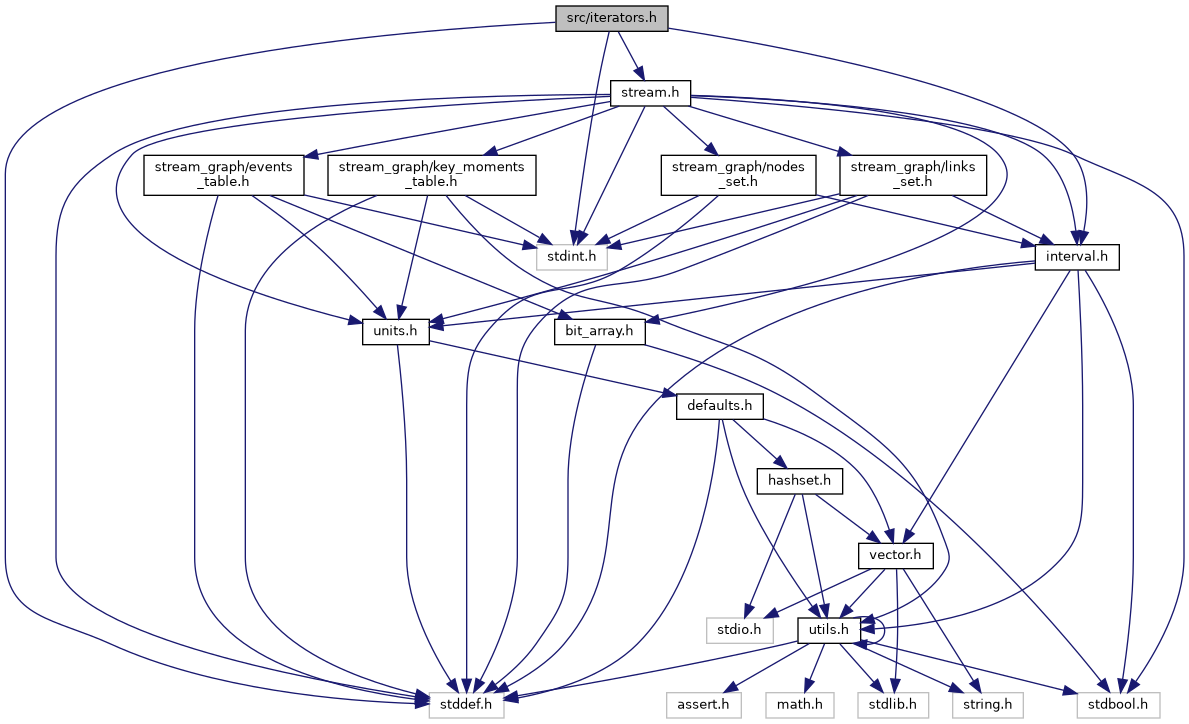 src/iterators.h
stream.h
stream_graph/events
_table.h
stream_graph/key_moments
_table.h
stream_graph/nodes
_set.h
stream_graph/links
_set.h
stdint.h
interval.h
units.h
bit_array.h
defaults.h
hashset.h
vector.h
stdio.h
utils.h
stddef.h
assert.h
math.h
stdlib.h
string.h
stdbool.h